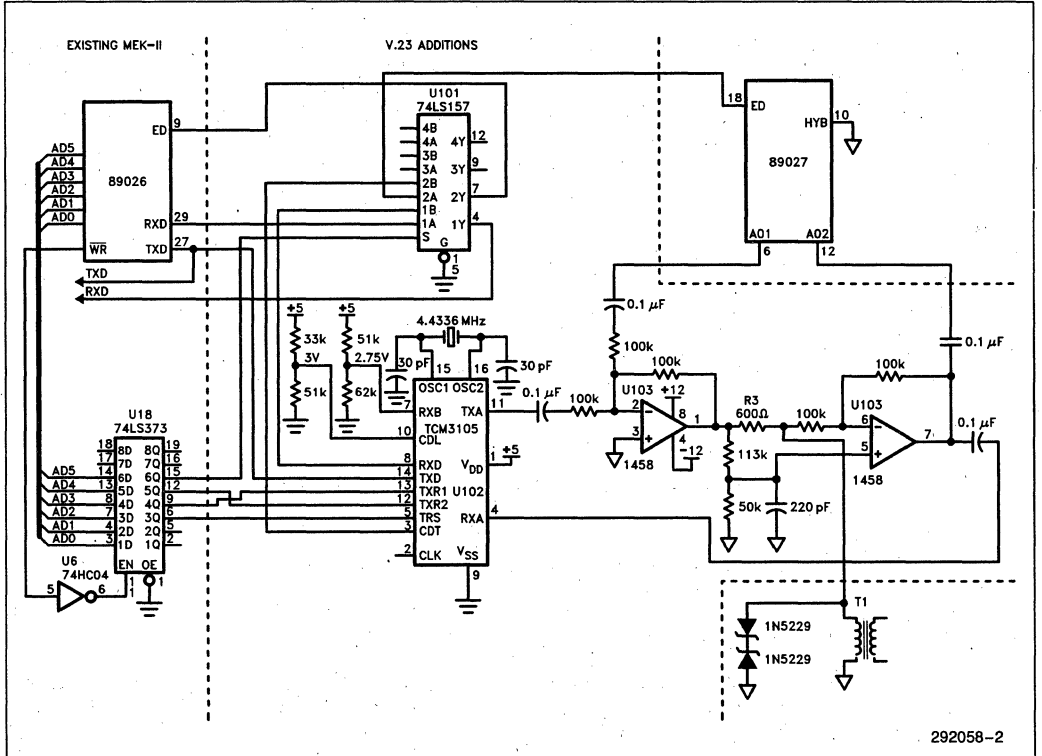 EXISTING MEK-II
V.23 ADDITIONS
U101
74LS157
4B
4A
3B
3A
2B
2A
1B
1A
S
4Y 12
3Y 9
2Y 7
1Y 4
G
1
5
ED 9
89026
AD5
AD4
AD3
AD2
AD1
AD0
RXD 29
TXD 27
WR
TXD
RXD
18 ED
HYB 10
89027
A01
6
A02
12
+5
33k
3V
51k
+5
51k
2.75V
62k
4.4336 MHz
30 pF
30 pF
15
16
OSC1 OSC2
7 RXB
10 CDL
8 RXD
14 TXD
13 TXR1
12 TXR2
5 TRS
3 CDT
2 CLK
TCM3105
U102
TXA 11
VDD 1
+5
RXA 4
VSS
9
0.1 µF
100k
0.1 µF
100k
100k
U103
+12
2 −
3 +
8
1
4
−12
1458
R3
600Ω
113k
50k
220 pF
100k
100k
U103
6 −
5 +
7
1458
0.1 µF
0.1 µF
U18
74LS373
18 8D
17 7D
14 6D
13 5D
8 4D
7 3D
4 2D
3 1D
8Q 19
7Q 16
6Q 15
5Q 12
4Q 9
3Q 6
2Q 5
1Q 2
AD5
AD4
AD3
AD2
AD1
AD0
EN OE
1
1
U6
74HC04
5
6
1N5229
1N5229
T1
292058-2